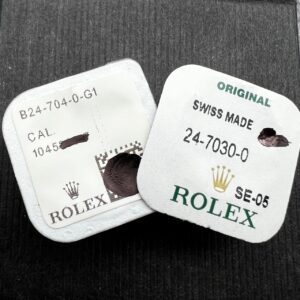 B24-704-0-G1
CAL.
1045
ROLEX
ORIGINAL
SWISS MADE
24-7030-0
ROLEX
SE-05